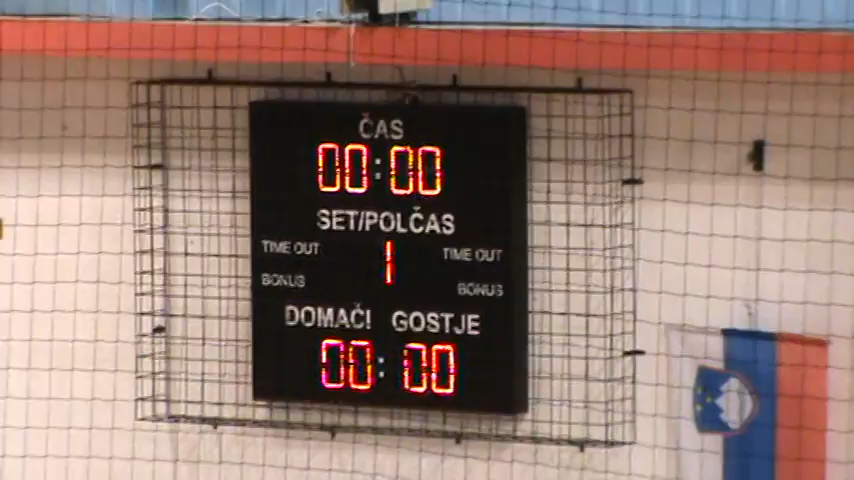 ČAS
00:00
SET/POLČAS
TIME OUT 1 TIME OUT
BONUS BONUS
DOMAČI GOSTJE
00:00